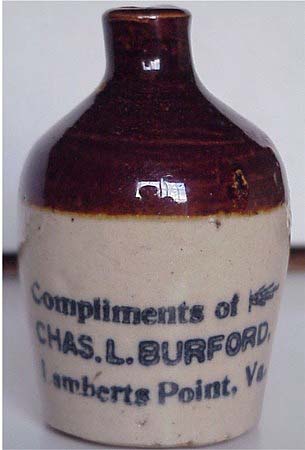 Compliments of
CHAS. L. BURFORD,
Lamberts Point, Va.